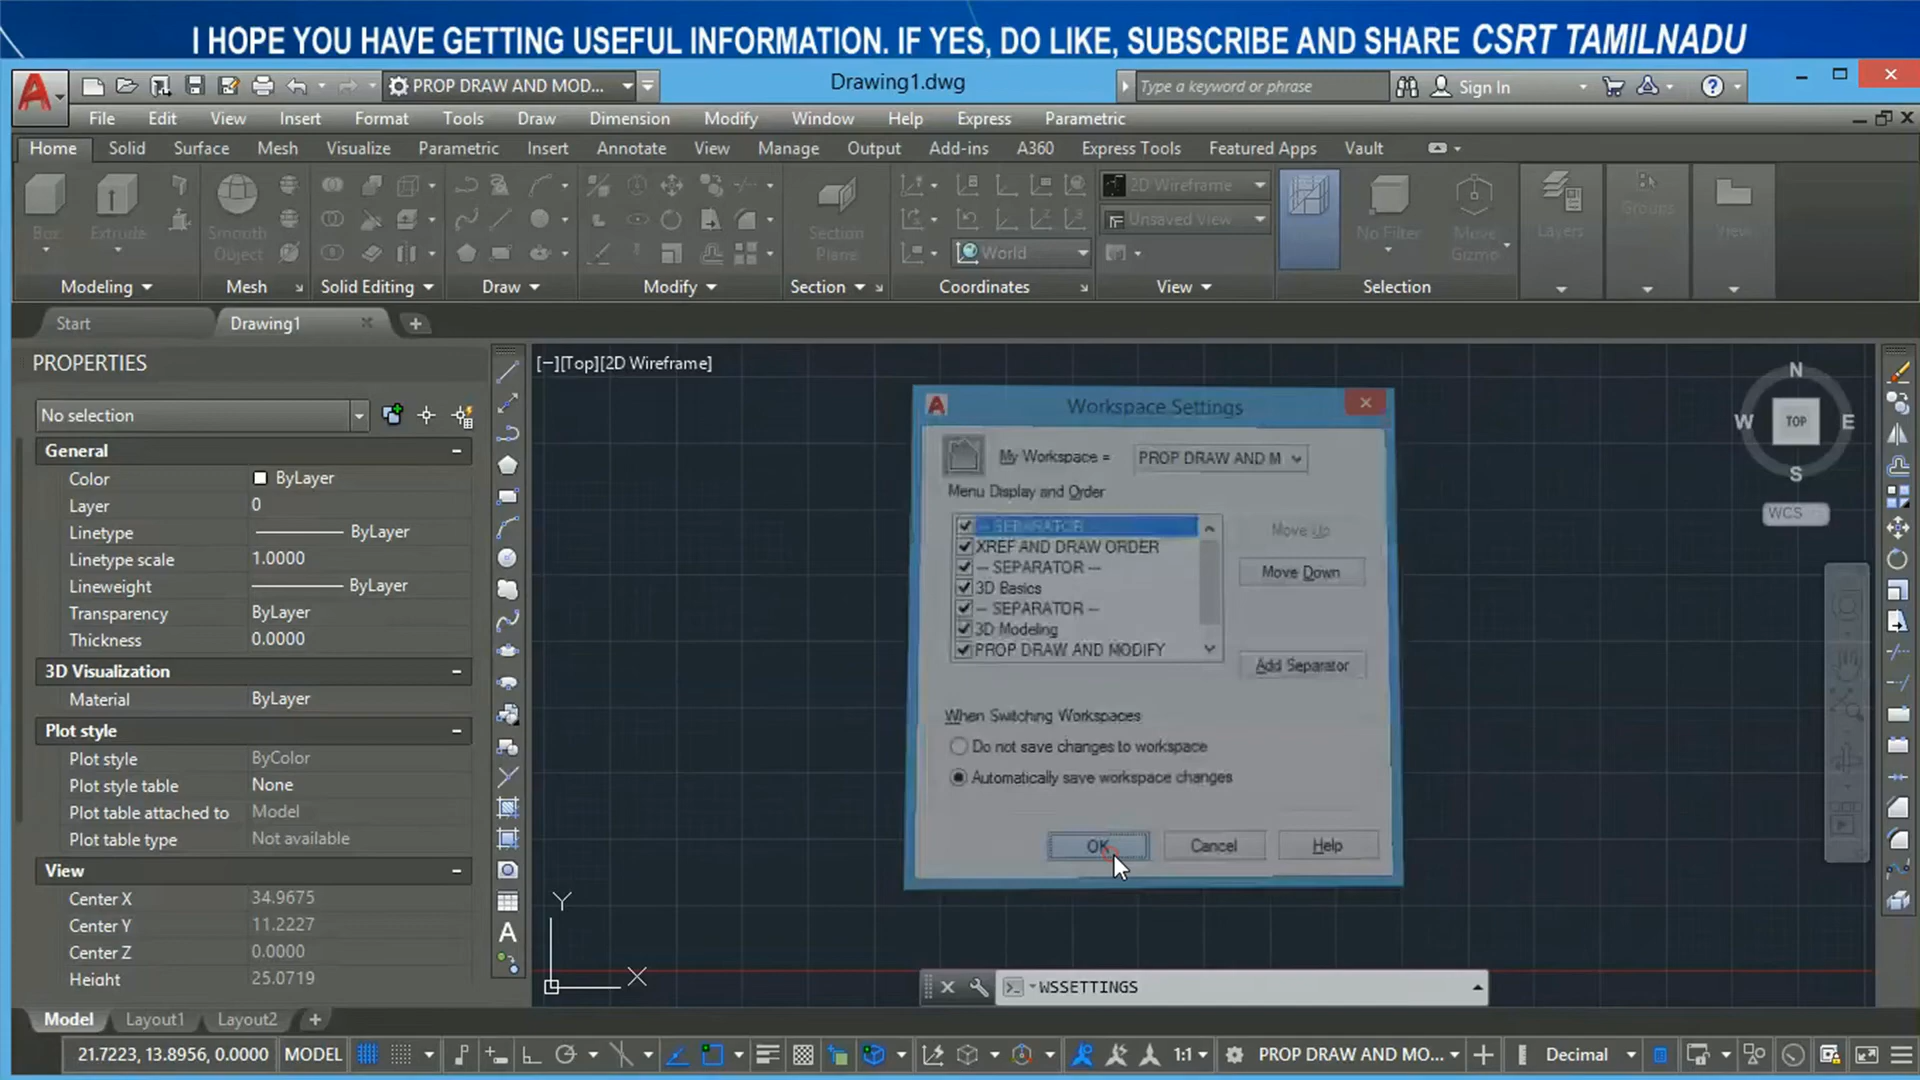 I HOPE YOU HAVE GETTING USEFUL INFORMATION. IF YES, DO LIKE, SUBSCRIBE AND SHARE CSRT TAMILNADU
PROP DRAW AND MOD...
Drawing1.dwg
Type a keyword or phrase
Sign In
File Edit View Insert Format Tools Draw Dimension Modify Window Help Express Parametric
Home Solid Surface Mesh Visualize Parametric Insert Annotate View Manage Output Add-ins A360 Express Tools Featured Apps Vault
2D Wireframe
Unsaved View
Box Extrude Smooth Object Section Plane World No Filter Move Gizmo Layers Groups View
Modeling Mesh Solid Editing Draw Modify Section Coordinates View Selection
Start Drawing1
PROPERTIES
No selection
General
Color ByLayer
Layer 0
Linetype ByLayer
Linetype scale 1.0000
Lineweight ByLayer
Transparency ByLayer
Thickness 0.0000
3D Visualization
Material ByLayer
Plot style
Plot style ByColor
Plot style table None
Plot table attached to Model
Plot table type Not available
View
Center X 34.9675
Center Y 11.2227
Center Z 0.0000
Height 25.0719
[−][Top][2D Wireframe]
N
W TOP E
S
WCS
Workspace Settings
My Workspace = PROP DRAW AND M
Menu Display and Order
-- SEPARATOR --
XREF AND DRAW ORDER
-- SEPARATOR --
3D Basics
-- SEPARATOR --
3D Modeling
PROP DRAW AND MODIFY
Move Up
Move Down
Add Separator
When Switching Workspaces
Do not save changes to workspace
Automatically save workspace changes
OK Cancel Help
Y
X
A
WSSETTINGS
Model Layout1 Layout2 +
21.7223, 13.8956, 0.0000 MODEL 1:1 PROP DRAW AND MO... Decimal